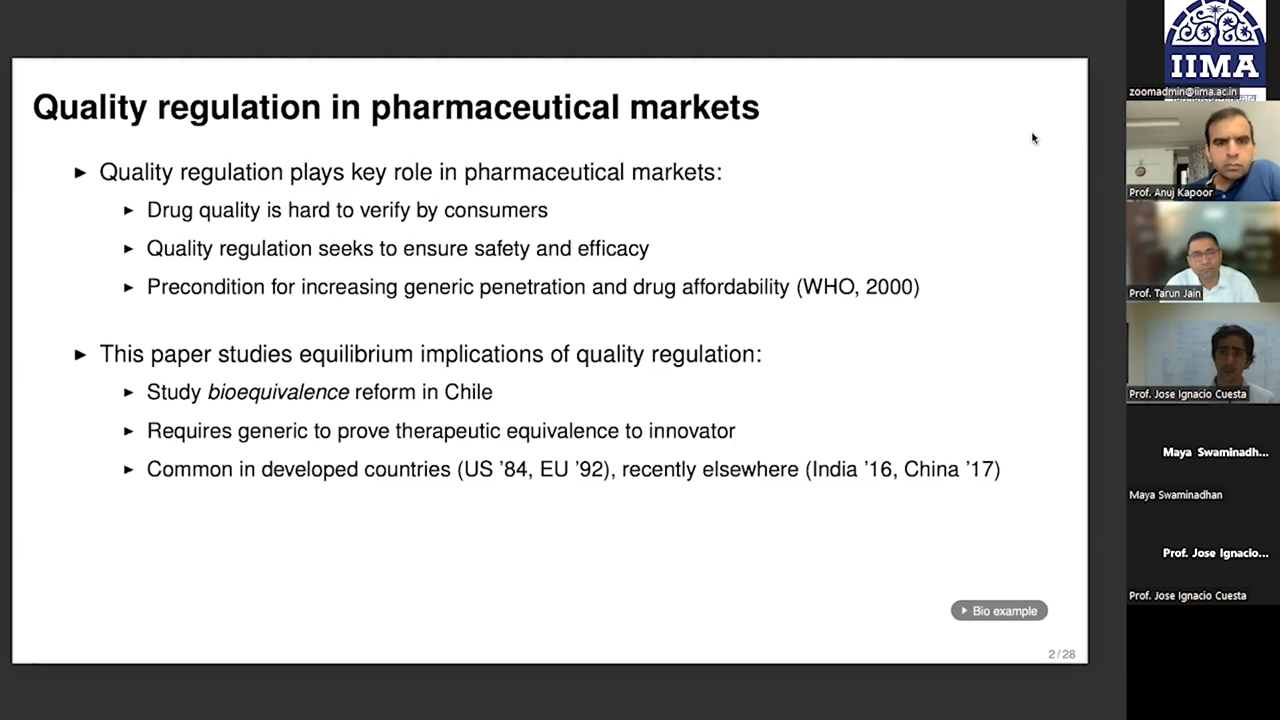 Quality regulation in pharmaceutical markets
► Quality regulation plays key role in pharmaceutical markets:
► Drug quality is hard to verify by consumers
► Quality regulation seeks to ensure safety and efficacy
► Precondition for increasing generic penetration and drug affordability (WHO, 2000)
► This paper studies equilibrium implications of quality regulation:
► Study bioequivalence reform in Chile
► Requires generic to prove therapeutic equivalence to innovator
► Common in developed countries (US '84, EU '92), recently elsewhere (India '16, China '17)
► Bio example
2 / 28
IIMA
zoomadmin@iima.ac.in
Prof. Anuj Kapoor
Prof. Tarun Jain
Prof. Jose Ignacio Cuesta
Maya Swaminadh...
Maya Swaminadhan
Prof. Jose Ignacio...
Prof. Jose Ignacio Cuesta